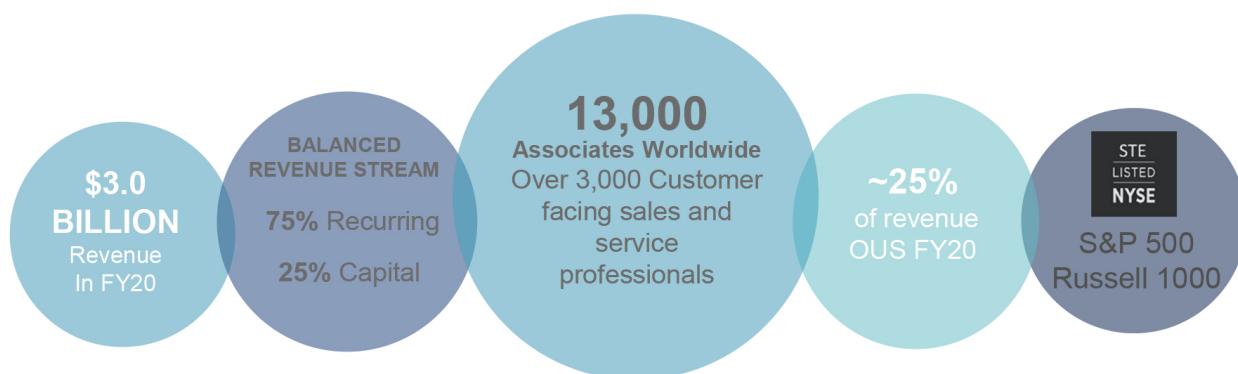 $3.0
BILLION
Revenue
In FY20
BALANCED
REVENUE STREAM
75% Recurring
25% Capital
13,000
Associates Worldwide
Over 3,000 Customer
facing sales and
service
professionals
~25%
of revenue
OUS FY20
STE
LISTED
NYSE
S&P 500
Russell 1000